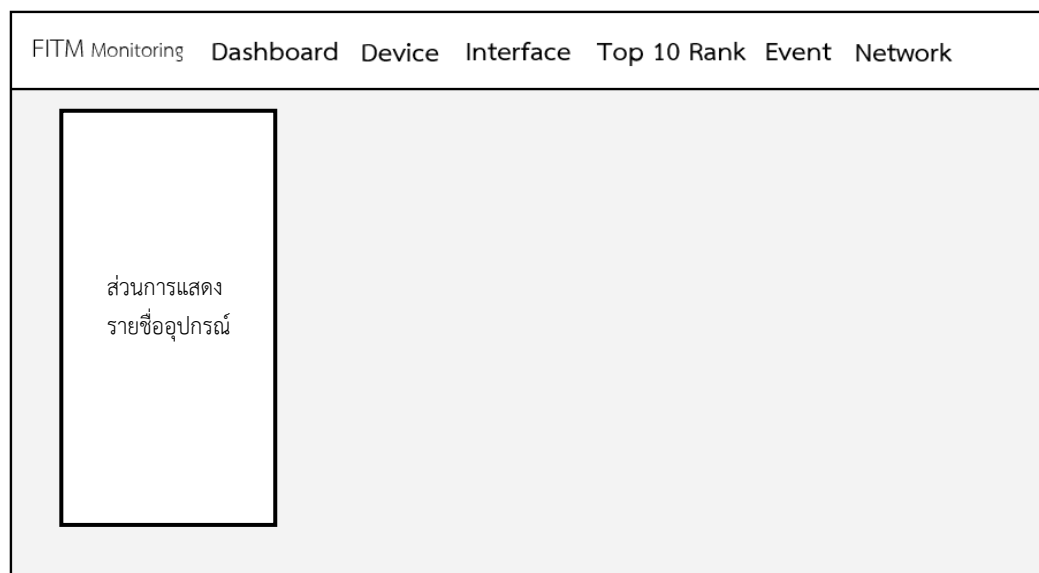 FITM Monitoring Dashboard Device Interface Top 10 Rank Event Network
ส่วนการแสดง
รายชื่ออุปกรณ์